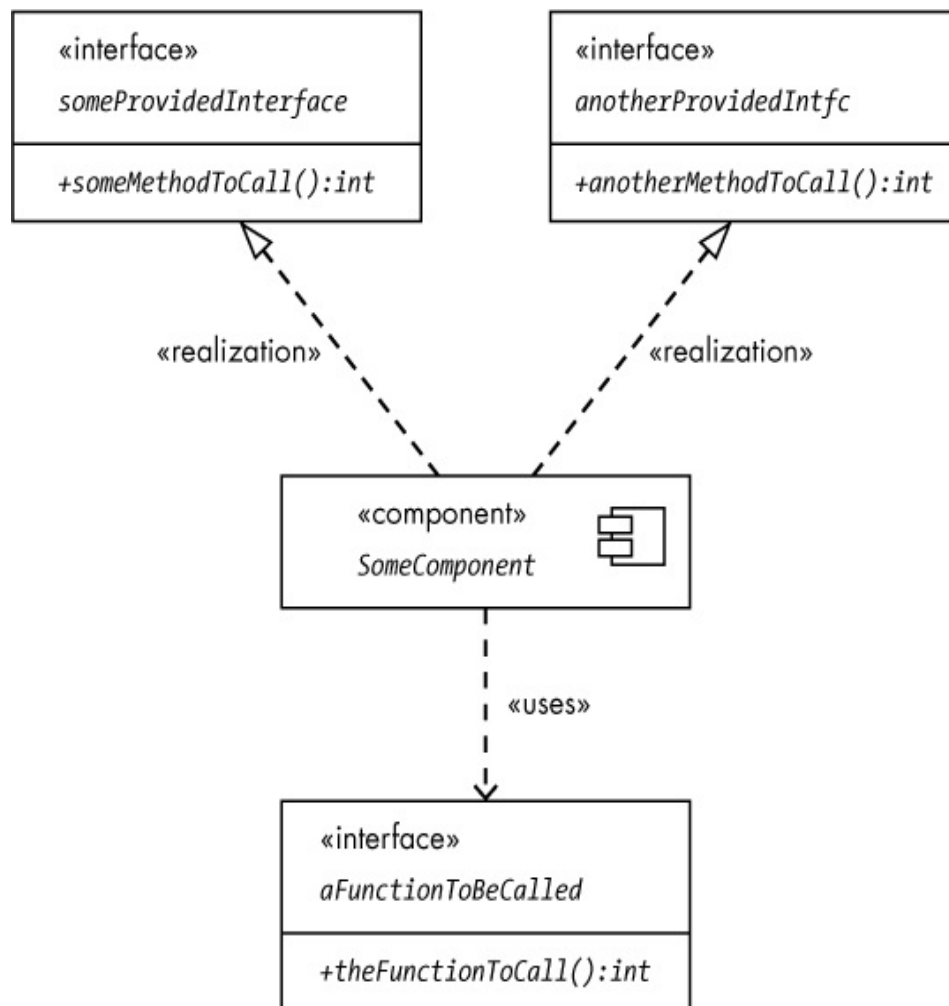 «interface»
someProvidedInterface
+someMethodToCall():int
«interface»
anotherProvidedIntfc
+anotherMethodToCall():int
«realization»
«realization»
«component»
SomeComponent
«uses»
«interface»
aFunctionToBeCalled
+theFunctionToCall():int